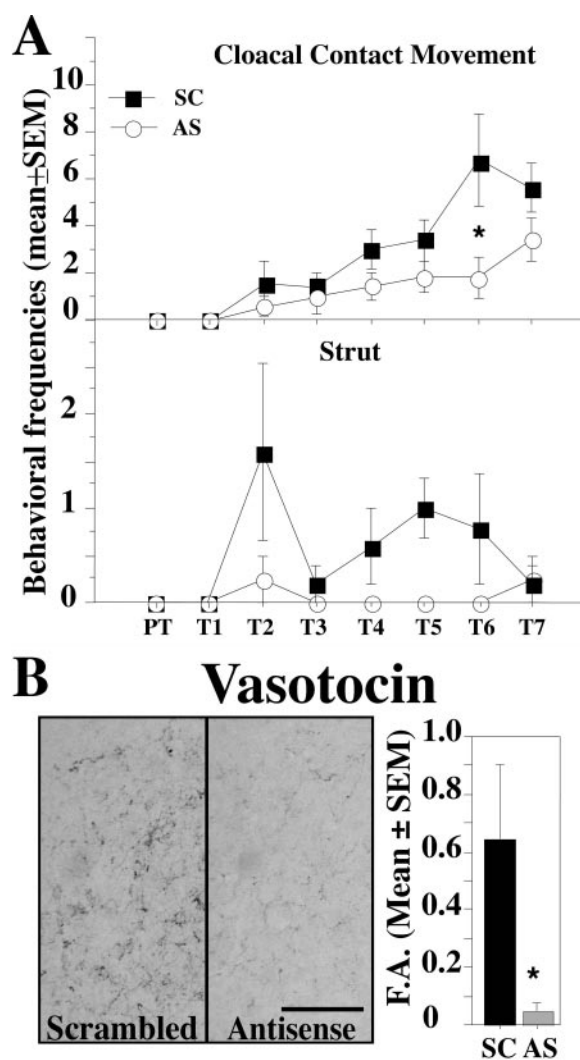 A
Cloacal Contact Movement
SC
AS
10
8
6
4
2
0
*
Behavioral frequencies (mean±SEM)
Strut
2
1
0
PT T1 T2 T3 T4 T5 T6 T7
B Vasotocin
Scrambled Antisense
F.A. (Mean ± SEM)
1.0
0.8
0.6
0.4
0.2
0
*
SC AS